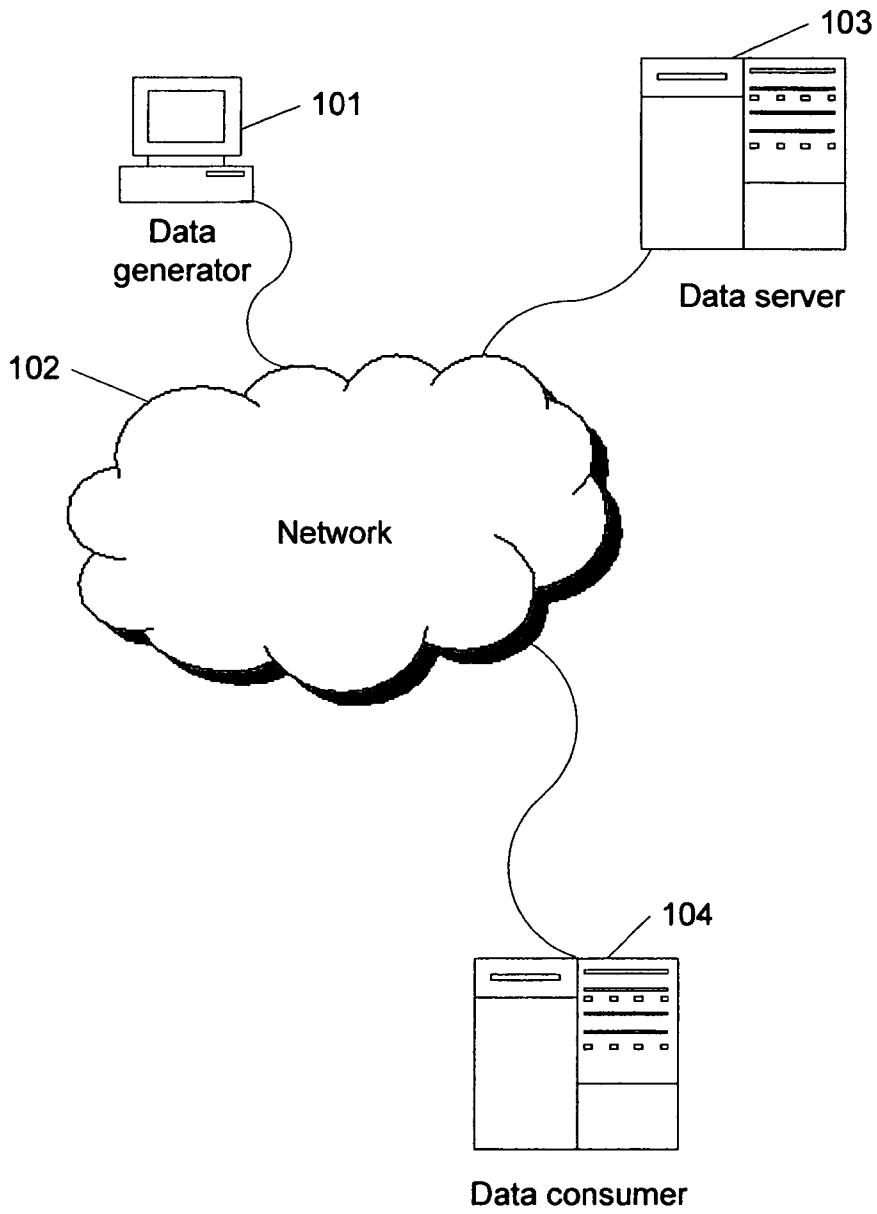 103
101
Data
generator
Data server
102
Network
104
Data consumer